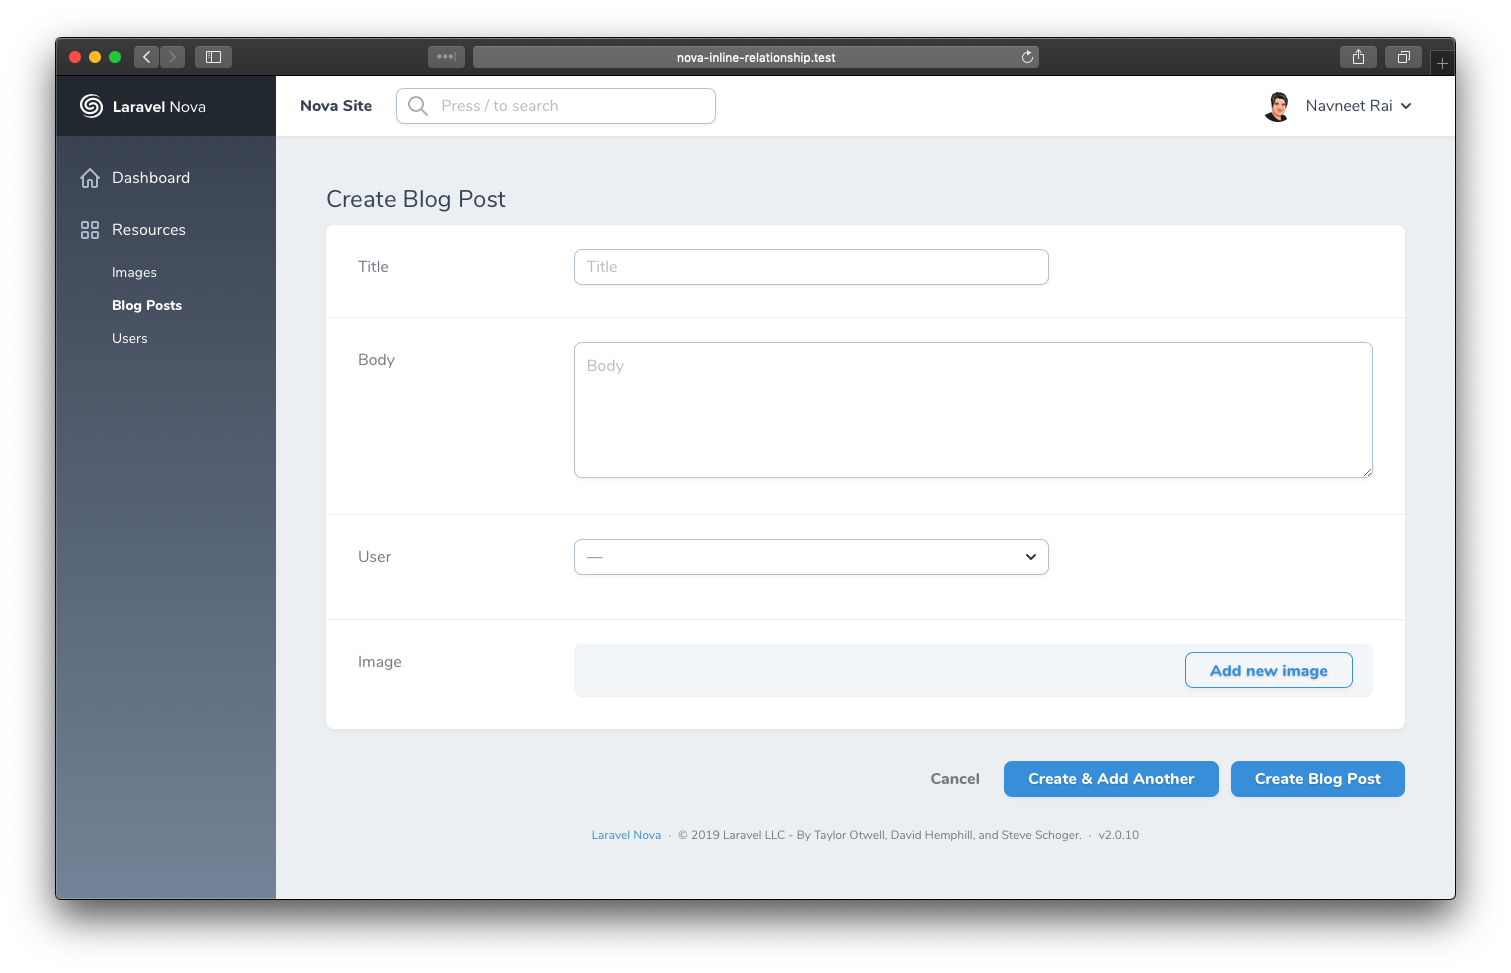 nova-inline-relationship.test
Laravel Nova
Nova Site
Press / to search
Navneet Rai
Dashboard
Resources
Images
Blog Posts
Users
Create Blog Post
Title
Title
Body
Body
User
—
Image
Add new image
Cancel
Create & Add Another
Create Blog Post
Laravel Nova · © 2019 Laravel LLC - By Taylor Otwell, David Hemphill, and Steve Schoger. · v2.0.10